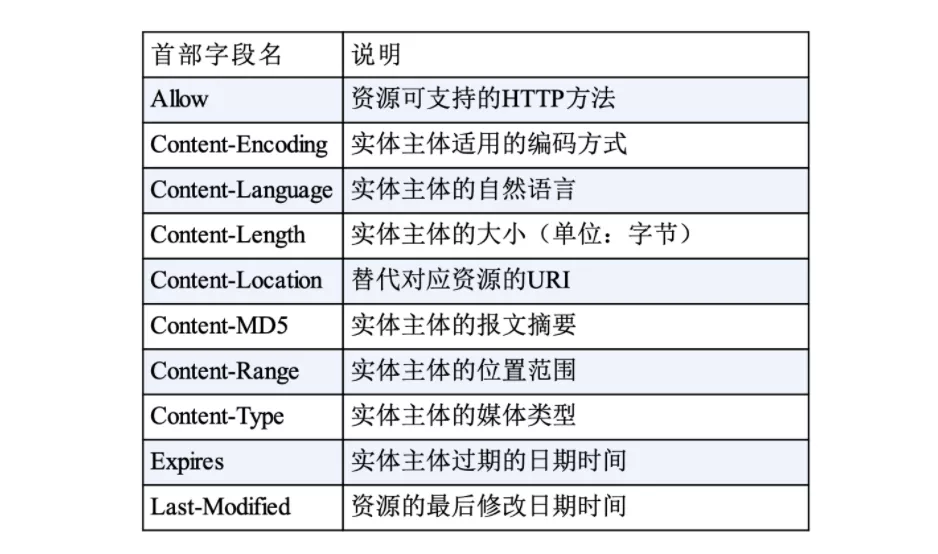 首部字段名 说明
Allow 资源可支持的HTTP方法
Content-Encoding 实体主体适用的编码方式
Content-Language 实体主体的自然语言
Content-Length 实体主体的大小（单位：字节）
Content-Location 替代对应资源的URI
Content-MD5 实体主体的报文摘要
Content-Range 实体主体的位置范围
Content-Type 实体主体的媒体类型
Expires 实体主体过期的日期时间
Last-Modified 资源的最后修改日期时间